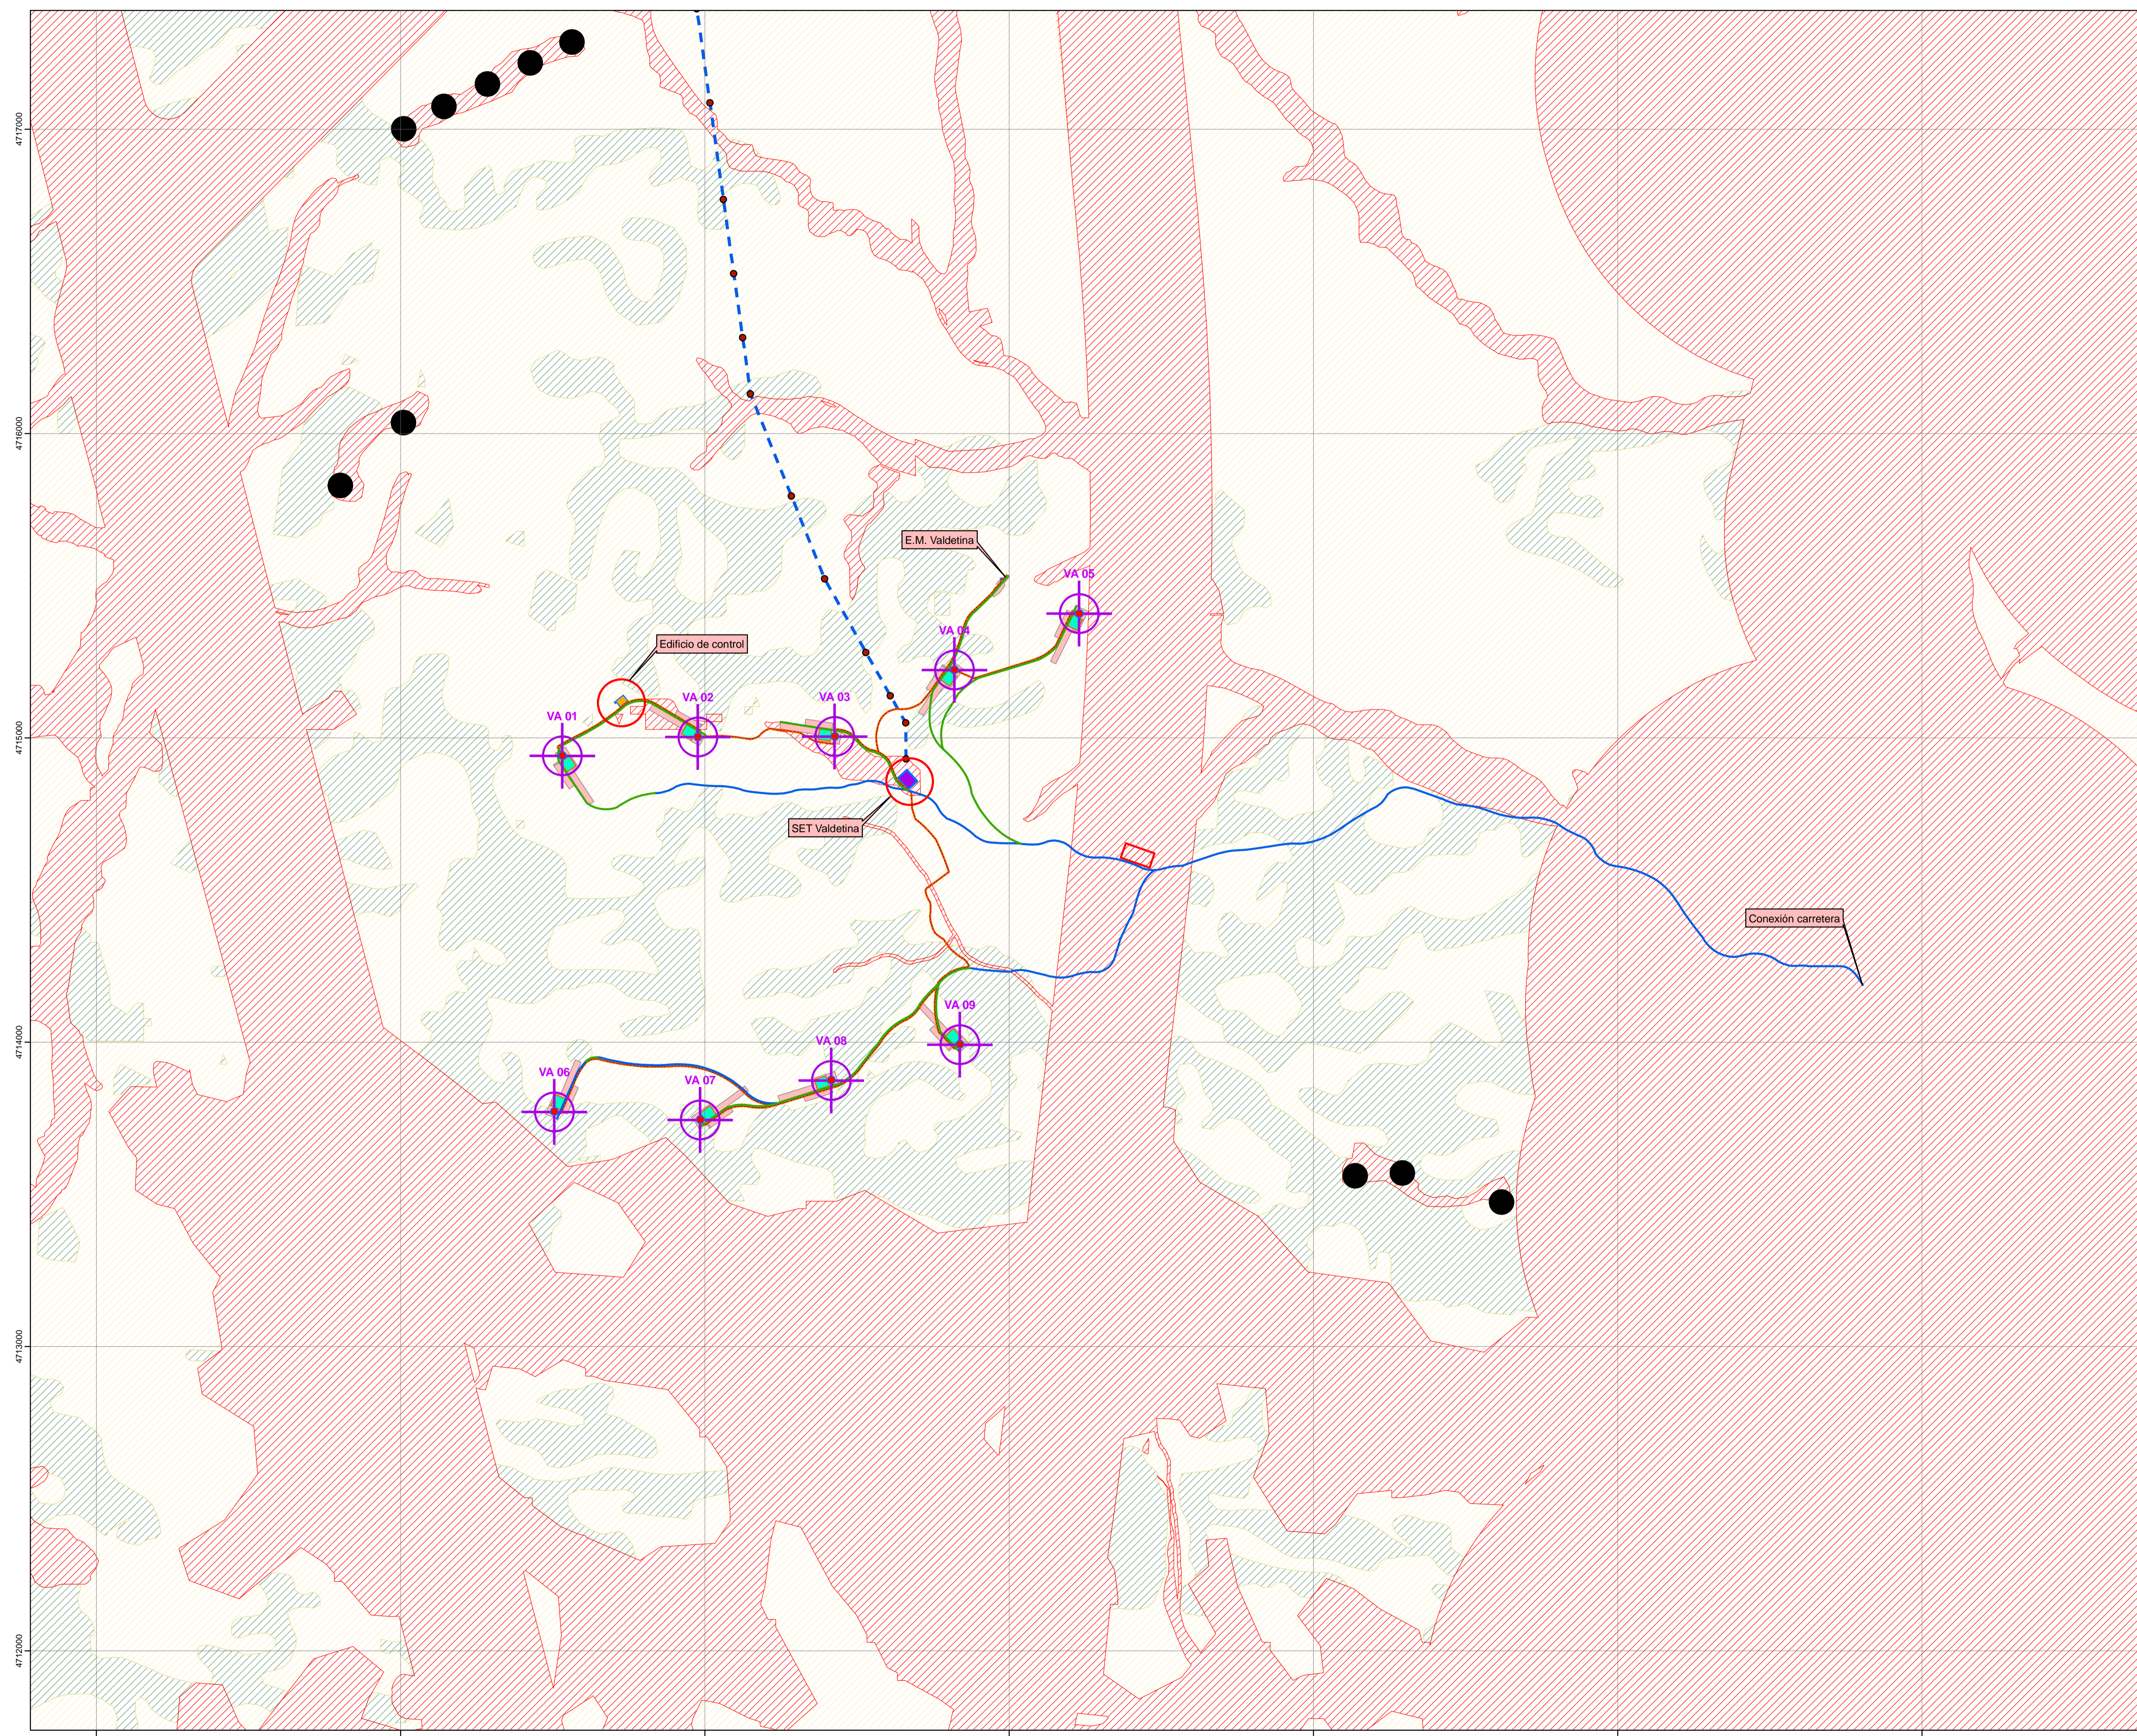 4717000
4716000
E.M. Valdetina
VA 05
VA 04
Edificio de control
VA 02
VA 03
VA 01
4715000
SET Valdetina
Conexión carretera
VA 09
4714000
VA 08
VA 06
VA 07
4713000
4712000